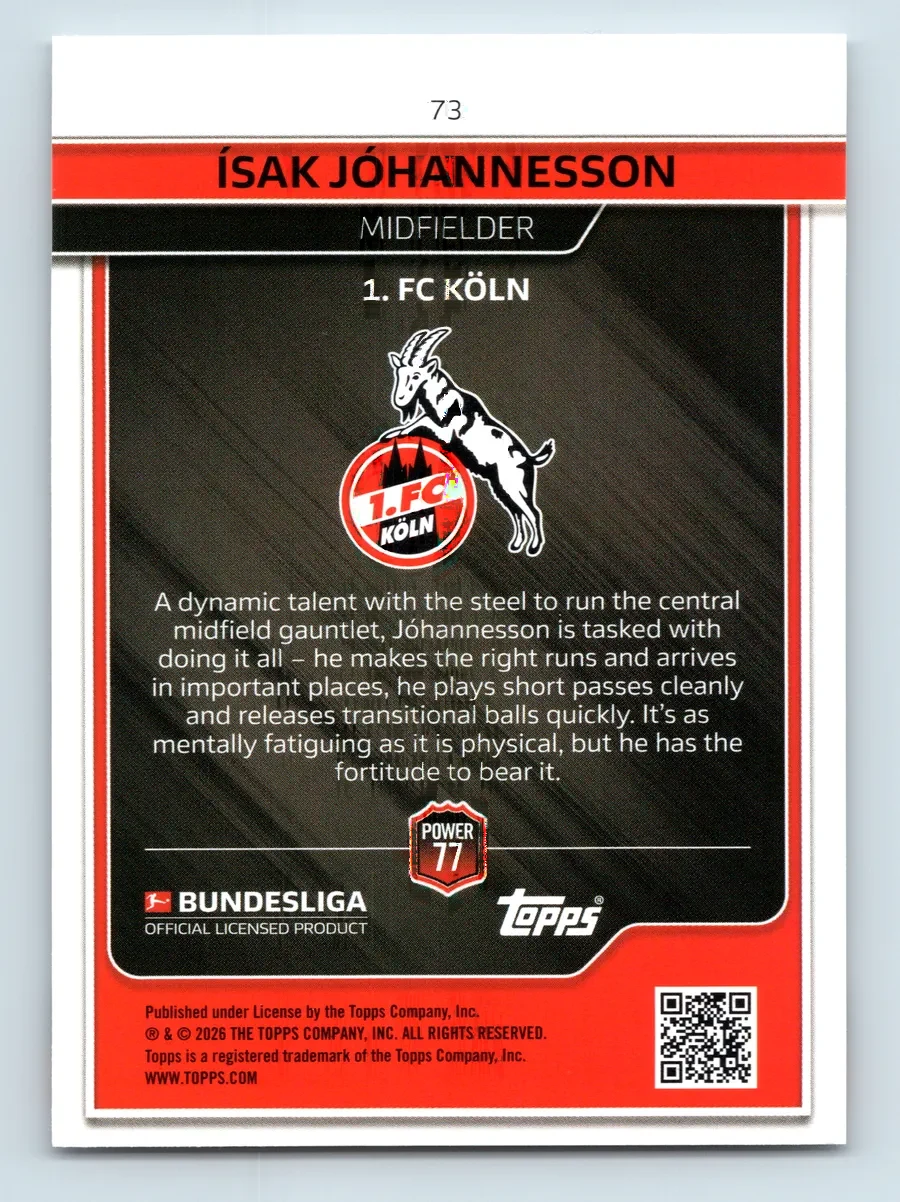 73
ÍSAK JÓHANNESSON
MIDFIELDER
1. FC KÖLN
1.FC
KÖLN
A dynamic talent with the steel to run the central
midfield gauntlet, Jóhannesson is tasked with
doing it all – he makes the right runs and arrives
in important places, he plays short passes cleanly
and releases transitional balls quickly. It's as
mentally fatiguing as it is physical, but he has the
fortitude to bear it.
POWER
77
BUNDESLIGA
OFFICIAL LICENSED PRODUCT
Topps®
Published under License by the Topps Company, Inc.
® & © 2026 THE TOPPS COMPANY, INC. ALL RIGHTS RESERVED.
Topps is a registered trademark of the Topps Company, Inc.
WWW.TOPPS.COM